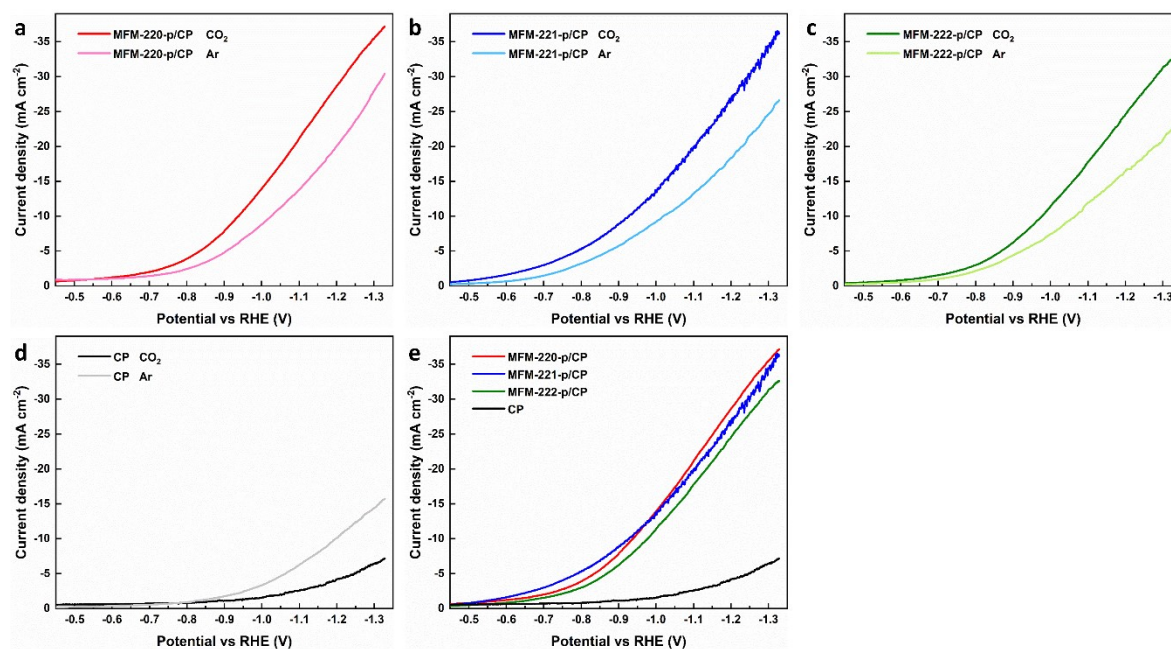 a
MFM-220-p/CP CO₂
MFM-220-p/CP Ar
Current density (mA cm⁻²)
-35
-30
-25
-20
-15
-10
-5
0
-0.5 -0.6 -0.7 -0.8 -0.9 -1.0 -1.1 -1.2 -1.3
Potential vs RHE (V)
b
MFM-221-p/CP CO₂
MFM-221-p/CP Ar
Current density (mA cm⁻²)
-35
-30
-25
-20
-15
-10
-5
0
-0.5 -0.6 -0.7 -0.8 -0.9 -1.0 -1.1 -1.2 -1.3
Potential vs RHE (V)
c
MFM-222-p/CP CO₂
MFM-222-p/CP Ar
Current density (mA cm⁻²)
-35
-30
-25
-20
-15
-10
-5
0
-0.5 -0.6 -0.7 -0.8 -0.9 -1.0 -1.1 -1.2 -1.3
Potential vs RHE (V)
d
CP CO₂
CP Ar
Current density (mA cm⁻²)
-35
-30
-25
-20
-15
-10
-5
0
-0.5 -0.6 -0.7 -0.8 -0.9 -1.0 -1.1 -1.2 -1.3
Potential vs RHE (V)
e
MFM-220-p/CP
MFM-221-p/CP
MFM-222-p/CP
CP
Current density (mA cm⁻²)
-35
-30
-25
-20
-15
-10
-5
0
-0.5 -0.6 -0.7 -0.8 -0.9 -1.0 -1.1 -1.2 -1.3
Potential vs RHE (V)